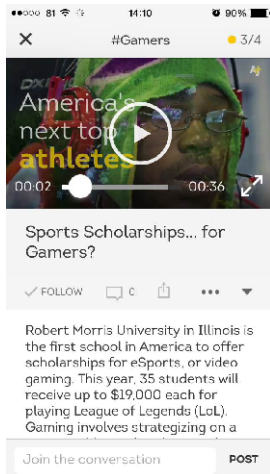 81 14:10 90%
#Gamers 3/4
DX
America's
next top
athletes
00:02 00:36
Sports Scholarships... for
Gamers?
FOLLOW 0
Robert Morris University in Illinois is
the first school in America to offer
scholarships for eSports, or video
gaming. This year, 35 students will
receive up to $19,000 each for
playing League of Legends (LoL).
Gaming involves strategizing on a
Join the conversation POST